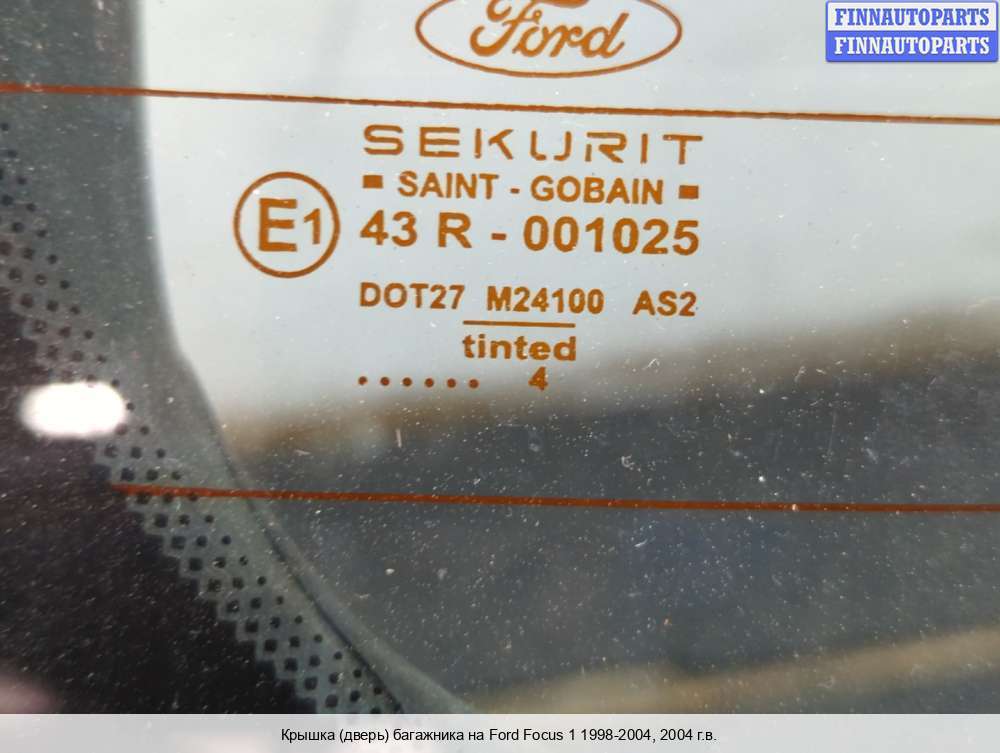 FINNAUTOPARTS
FINNAUTOPARTS
Ford
SEKURIT
SAINT - GOBAIN
E1 43 R - 001025
DOT27 M24100 AS2
tinted
. . . . . . 4
Крышка (дверь) багажника на Ford Focus 1 1998-2004, 2004 г.в.